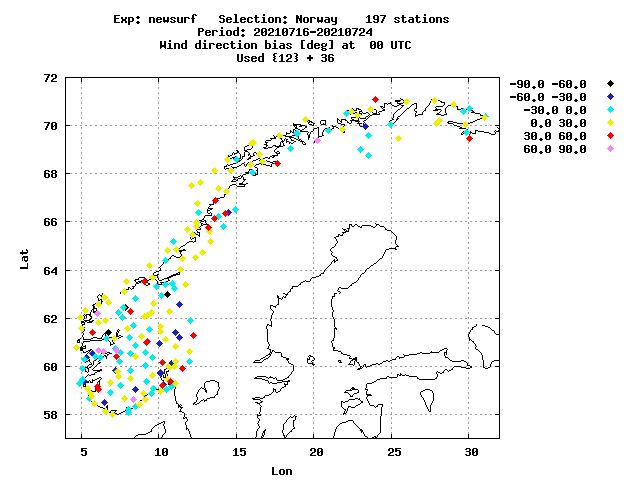 Exp: newsurf   Selection: Norway    197 stations
Period: 20210716-20210724
Wind direction bias [deg] at  00 UTC
Used {12} + 36
72
70
68
66
64
62
60
58
5 10 15 20 25 30
Lat
Lon
-90.0 -60.0
-60.0 -30.0
-30.0 0.0
0.0 30.0
30.0 60.0
60.0 90.0